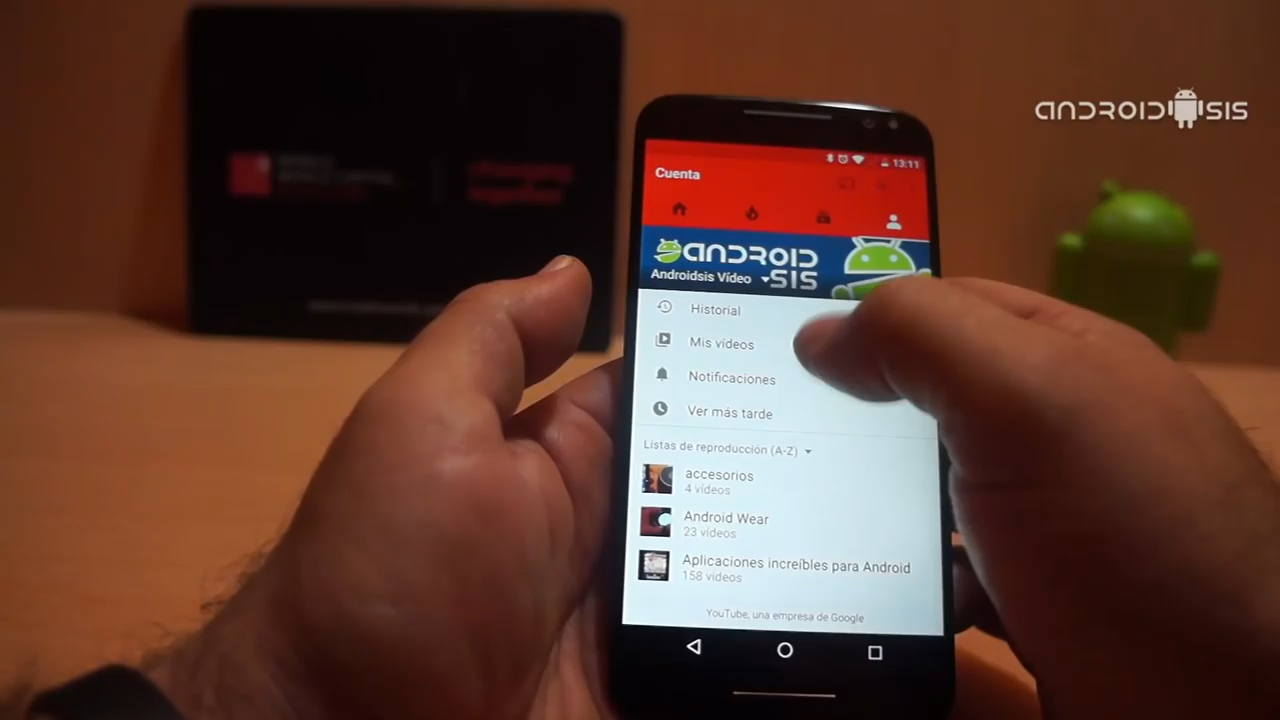 ANDROIDSIS
13:11
Cuenta
ANDROID
SIS
Androidsis Vídeo
Historial
Mis vídeos
Notificaciones
Ver más tarde
Listas de reproducción (A-Z)
accesorios
4 vídeos
Android Wear
23 vídeos
Aplicaciones increíbles para Android
158 vídeos
YouTube, una empresa de Google